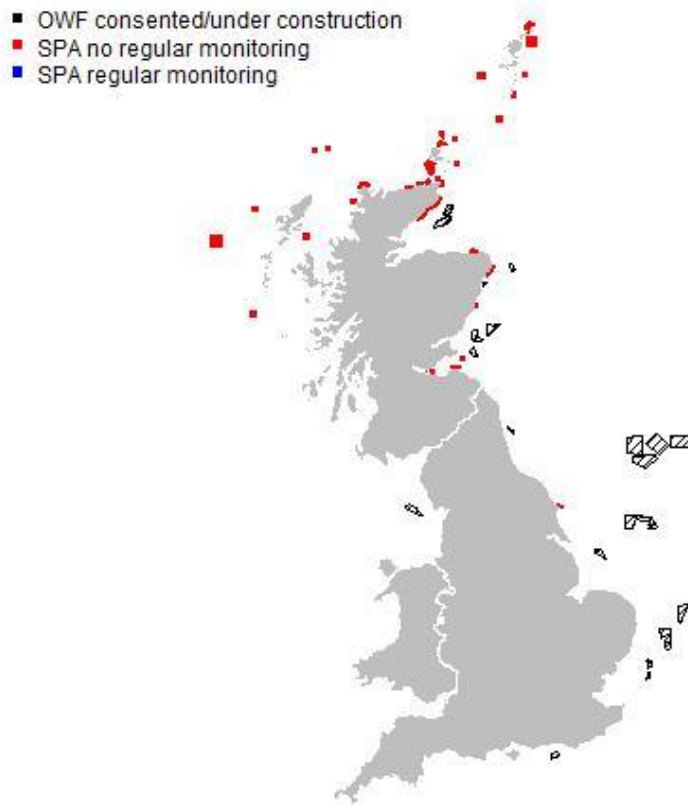 OWF consented/under construction
SPA no regular monitoring
SPA regular monitoring